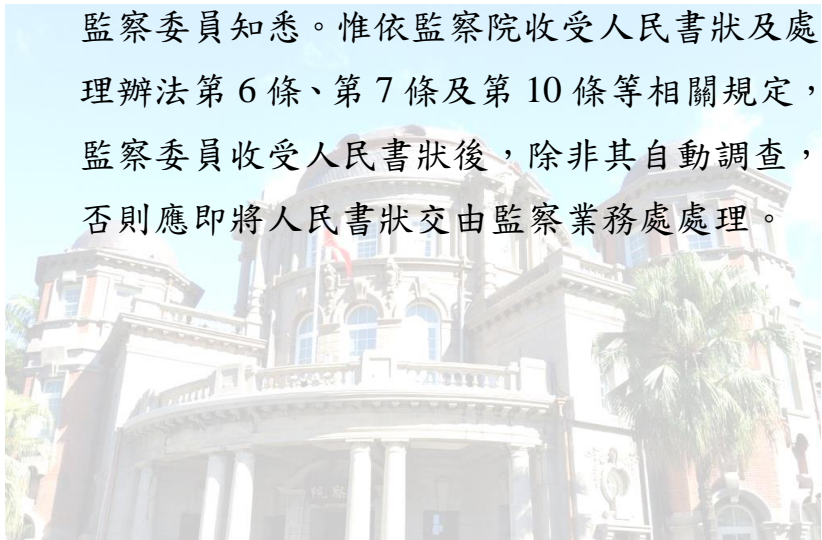 監察委員知悉。惟依監察院收受人民書狀及處
理辦法第 6 條、第 7 條及第 10 條等相關規定，
監察委員收受人民書狀後，除非其自動調查，
否則應即將人民書狀交由監察業務處處理。